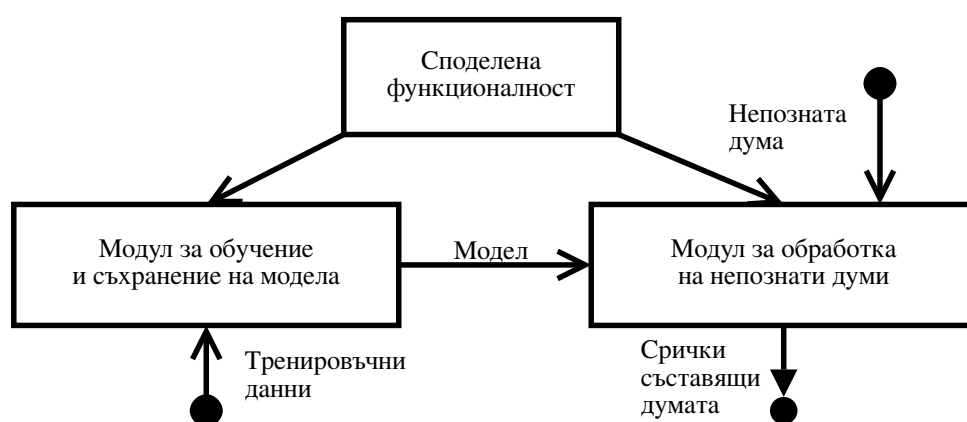 Споделена
функционалност
Непозната
дума
Модул за обучение
и съхранение на модела
Модел
Модул за обработка
на непознати думи
Тренировъчни
данни
Срички
съставящи
думата